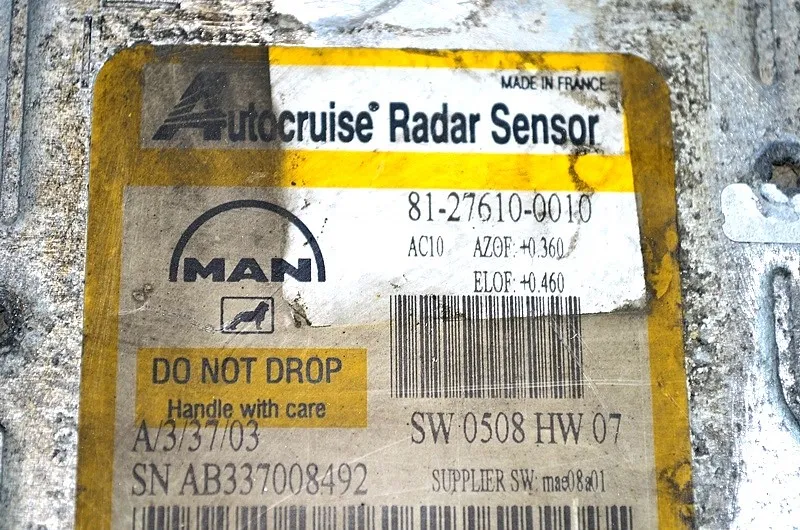 MADE IN FRANCE
Autocruise® Radar Sensor
81-27610-0010
AC10 AZOF: +0.360
ELOF: +0.460
MAN
DO NOT DROP
Handle with care
A/3/37/03
SW 0508 HW 07
SN AB337008492
SUPPLIER SW: mae08a01